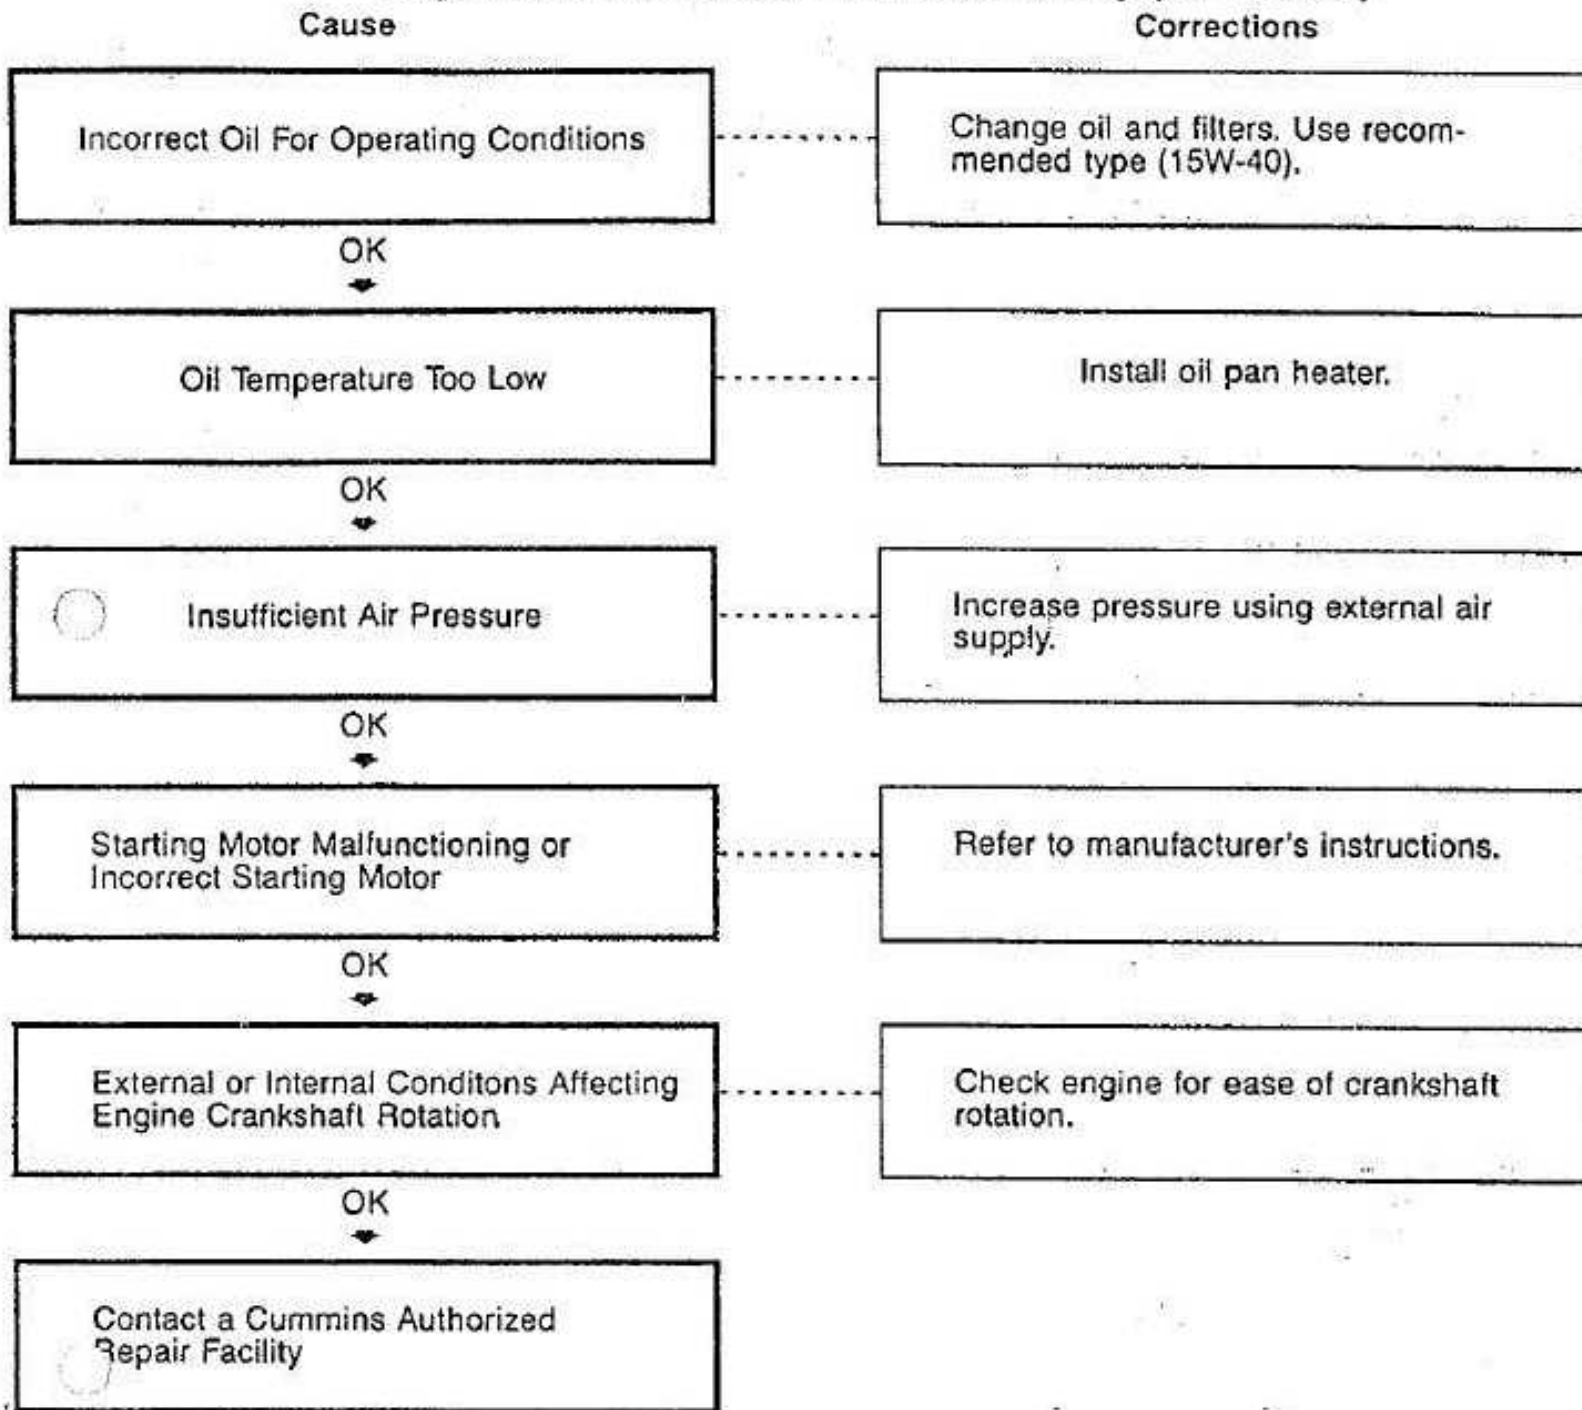 Cause
Corrections
Incorrect Oil For Operating Conditions
Change oil and filters. Use recom-
mended type (15W-40).
OK
Oil Temperature Too Low
Install oil pan heater.
OK
Insufficient Air Pressure
Increase pressure using external air
supply.
OK
Starting Motor Malfunctioning or
Incorrect Starting Motor
Refer to manufacturer's instructions.
OK
External or Internal Conditons Affecting
Engine Crankshaft Rotation
Check engine for ease of crankshaft
rotation.
OK
Contact a Cummins Authorized
Repair Facility